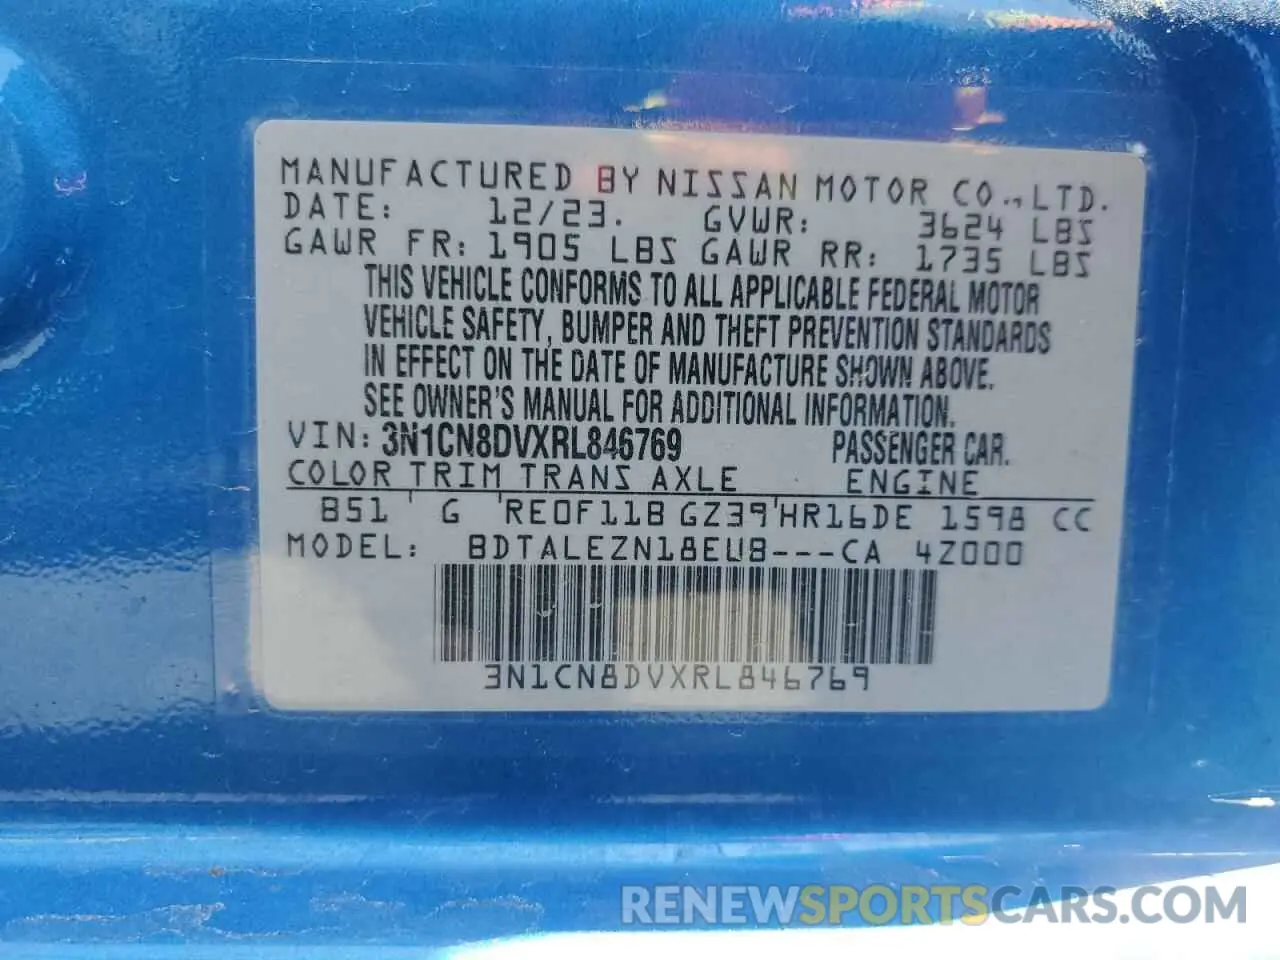 MANUFACTURED BY NISSAN MOTOR CO., LTD.
DATE: 12/23. GVWR: 3624 LBS
GAWR FR: 1905 LBS GAWR RR: 1735 LBS
THIS VEHICLE CONFORMS TO ALL APPLICABLE FEDERAL MOTOR
VEHICLE SAFETY, BUMPER AND THEFT PREVENTION STANDARDS
IN EFFECT ON THE DATE OF MANUFACTURE SHOWN ABOVE.
SEE OWNER'S MANUAL FOR ADDITIONAL INFORMATION.
VIN: 3N1CN8DVXRL846769 PASSENGER CAR.
COLOR TRIM TRANS AXLE ENGINE
B51 G RE0F11B GZ39 HR16DE 1598 CC
MODEL: BDTALEZN18EUB---CA 4Z000
3N1CN8DVXRL846769
RENEWSPORTSCARS.COM